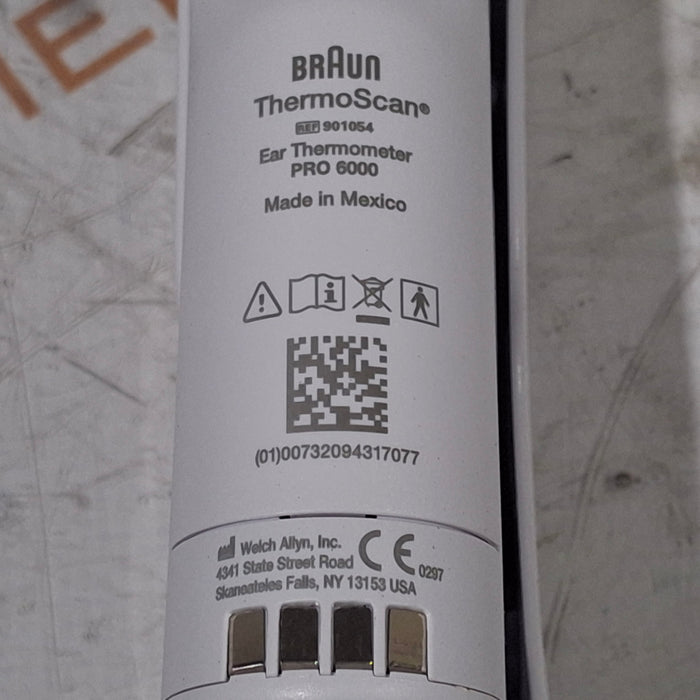 BRAUN
ThermoScan®
REF 901054
Ear Thermometer
PRO 6000
Made in Mexico
(01)00732094317077
Welch Allyn, Inc.
4341 State Street Road
Skaneateles Falls, NY 13153 USA
CE 0297